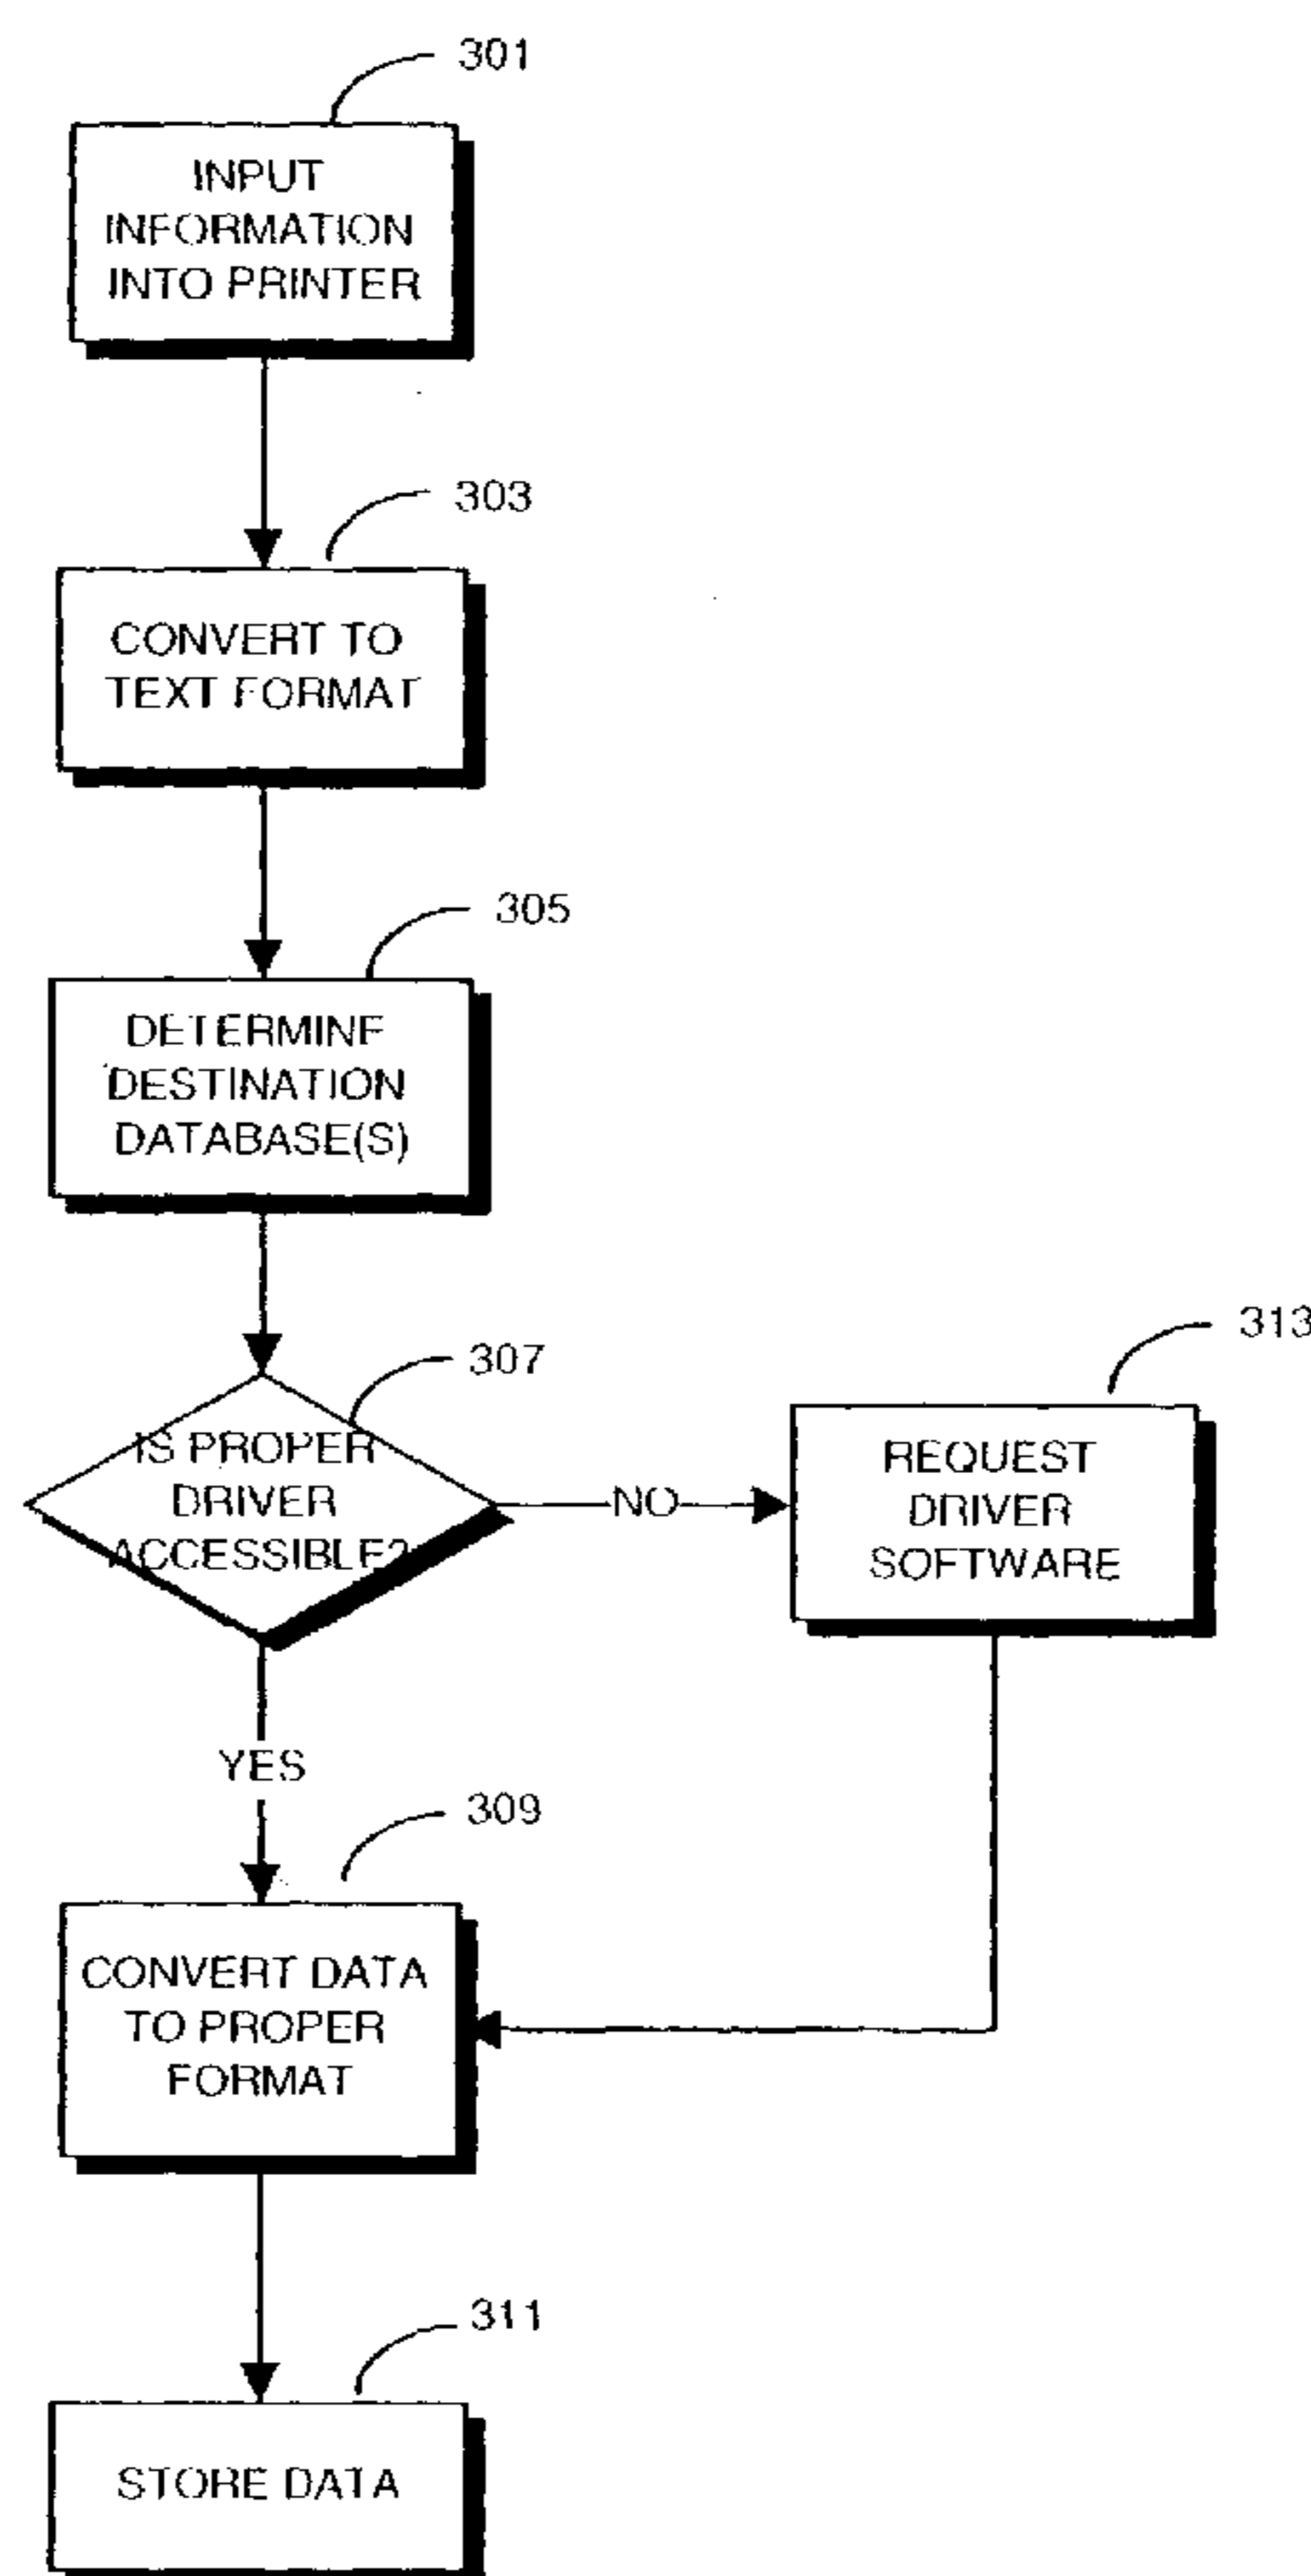 301
INPUT
INFORMATION
INTO PRINTER
303
CONVERT TO
TEXT FORMAT
305
DETERMINE
DESTINATION
DATABASE(S)
307
IS PROPER
DRIVER
ACCESSIBLE?
NO
313
REQUEST
DRIVER
SOFTWARE
YES
309
CONVERT DATA
TO PROPER
FORMAT
311
STORE DATA